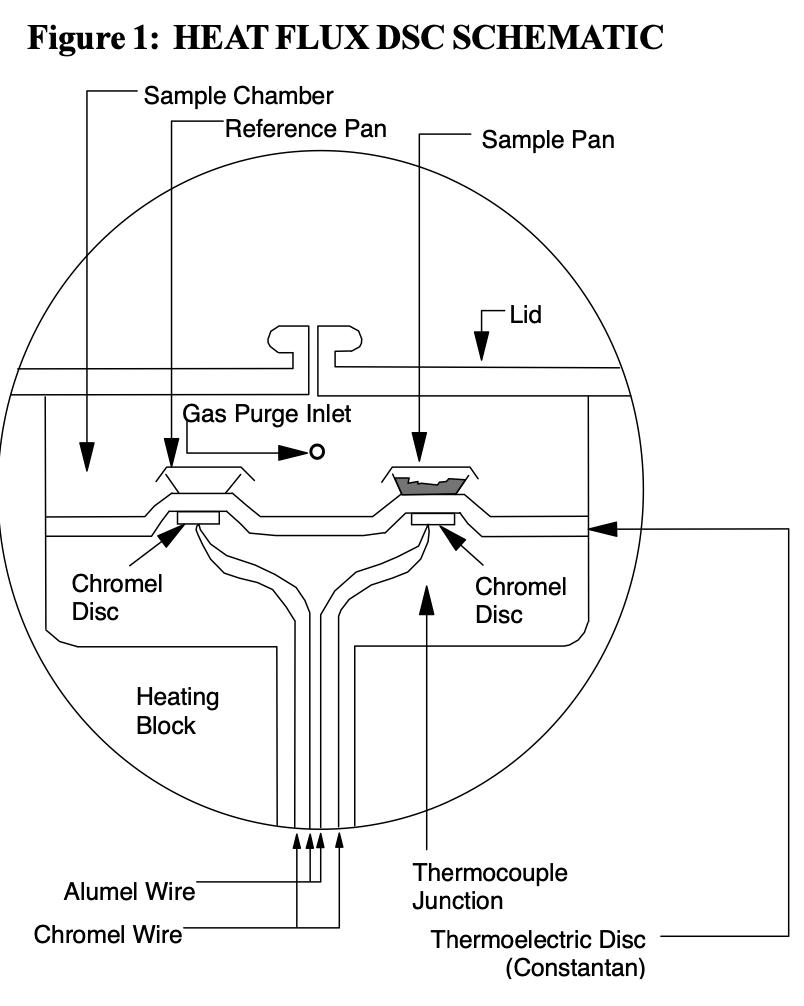 Figure 1: HEAT FLUX DSC SCHEMATIC
Sample Chamber
Reference Pan
Sample Pan
Lid
Gas Purge Inlet
Chromel
Disc
Chromel
Disc
Heating
Block
Thermocouple
Junction
Alumel Wire
Chromel Wire
Thermoelectric Disc
(Constantan)